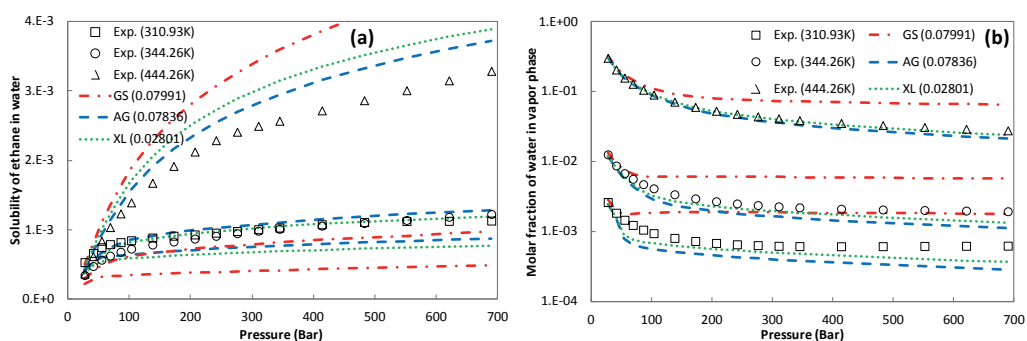 4.E-3
3.E-3
2.E-3
1.E-3
0.E+0
0
100
200
300
400
500
600
700
Solubility of ethane in water
Pressure (Bar)
(a)
Exp. (310.93K)
Exp. (344.26K)
Exp. (444.26K)
GS (0.07991)
AG (0.07836)
XL (0.02801)
1.E+00
1.E-01
1.E-02
1.E-03
1.E-04
0
100
200
300
400
500
600
700
Molar fraction of water in vapor phase
Pressure (Bar)
(b)
Exp. (310.93K)
Exp. (344.26K)
Exp. (444.26K)
GS (0.07991)
AG (0.07836)
XL (0.02801)